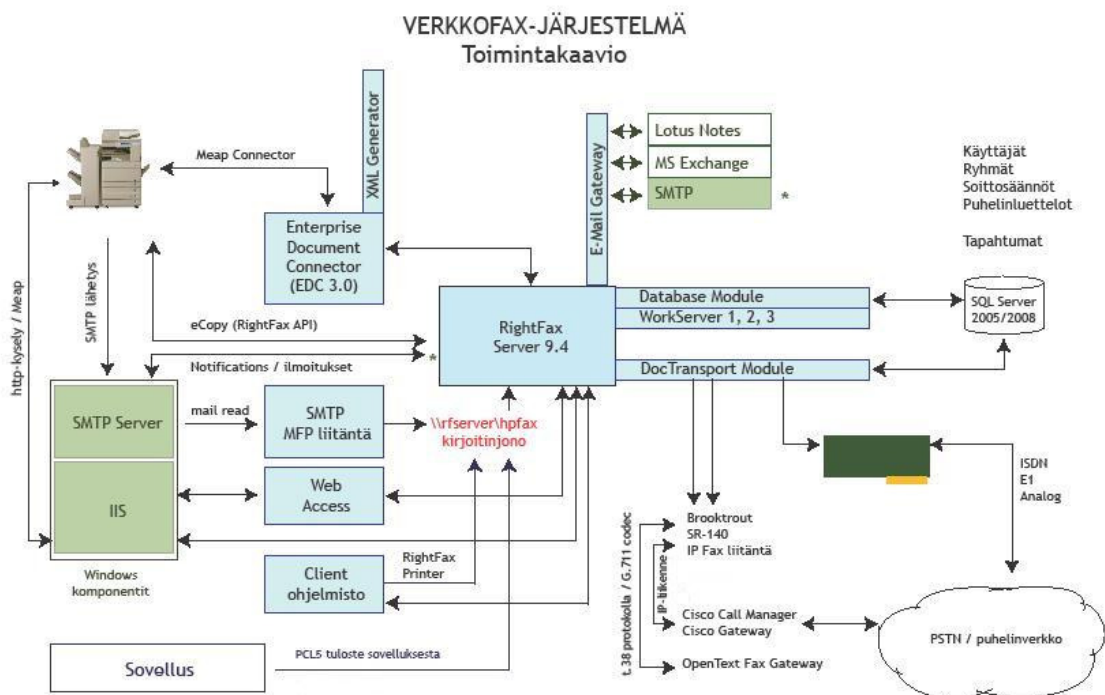 VERKKOFAX-JÄRJESTELMÄ
Toimintakaavio
XML Generator
Meap Connector
Enterprise
Document
Connector
(EDC 3.0)
E-Mail Gateway
Lotus Notes
MS Exchange
SMTP
*
Käyttäjät
Ryhmät
Soittosäännöt
Puhelinluettelot
Tapahtumat
SQL Server
2005/2008
RightFax
Server 9.4
Database Module
WorkServer 1, 2, 3
DocTransport Module
http-kysely / Meap
SMTP lähetys
eCopy (RightFax API)
*
Notifications / ilmoitukset
SMTP Server
mail read
SMTP
MFP liitäntä
\\rfserver\hpfax
kirjoitinjono
IIS
Web
Access
Windows
komponentit
Client
ohjelmisto
RightFax
Printer
Sovellus
PCL5 tuloste sovelluksesta
ISDN
E1
Analog
Brooktrout
SR-140
IP Fax liitäntä
t.38 protokolla / G.711 codec
IP-liikenne
Cisco Call Manager
Cisco Gateway
OpenText Fax Gateway
PSTN / puhelinverkko